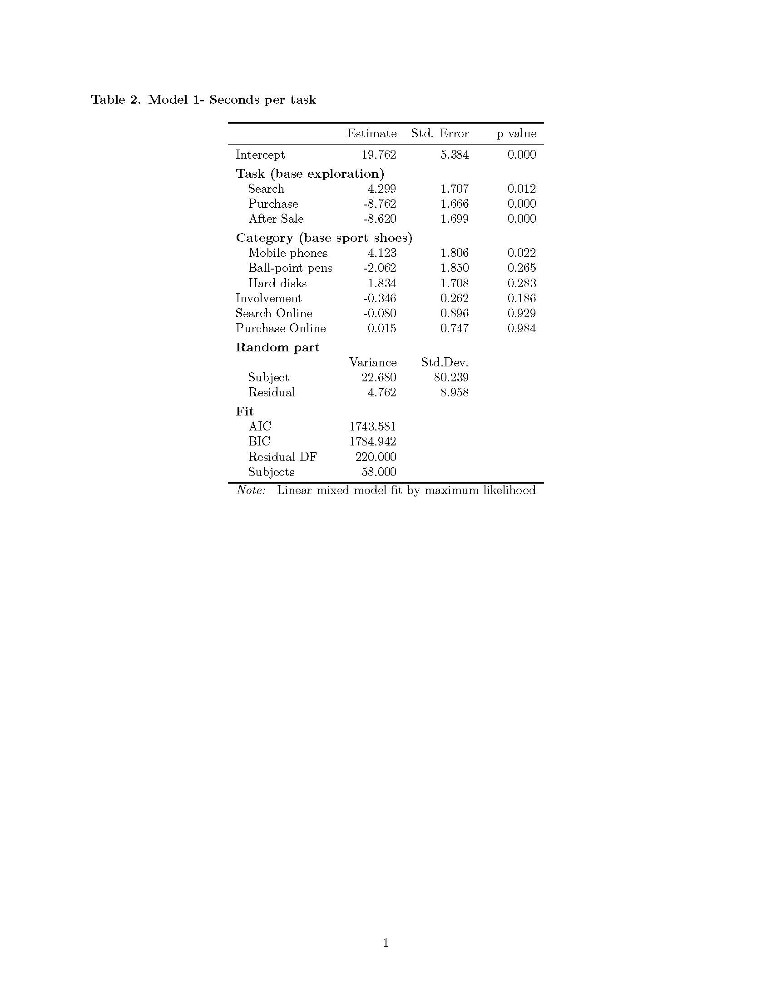 Table 2. Model 1- Seconds per task
Estimate Std. Error p value
Intercept 19.762 5.384 0.000
Task (base exploration)
Search 4.299 1.707 0.012
Purchase -8.762 1.666 0.000
After Sale -8.620 1.699 0.000
Category (base sport shoes)
Mobile phones 4.123 1.806 0.022
Ball-point pens -2.062 1.850 0.265
Hard disks 1.834 1.708 0.283
Involvement -0.346 0.262 0.186
Search Online -0.080 0.896 0.929
Purchase Online 0.015 0.747 0.984
Random part
Variance Std.Dev.
Subject 22.680 80.239
Residual 4.762 8.958
Fit
AIC 1743.581
BIC 1784.942
Residual DF 220.000
Subjects 58.000
Note: Linear mixed model fit by maximum likelihood
1